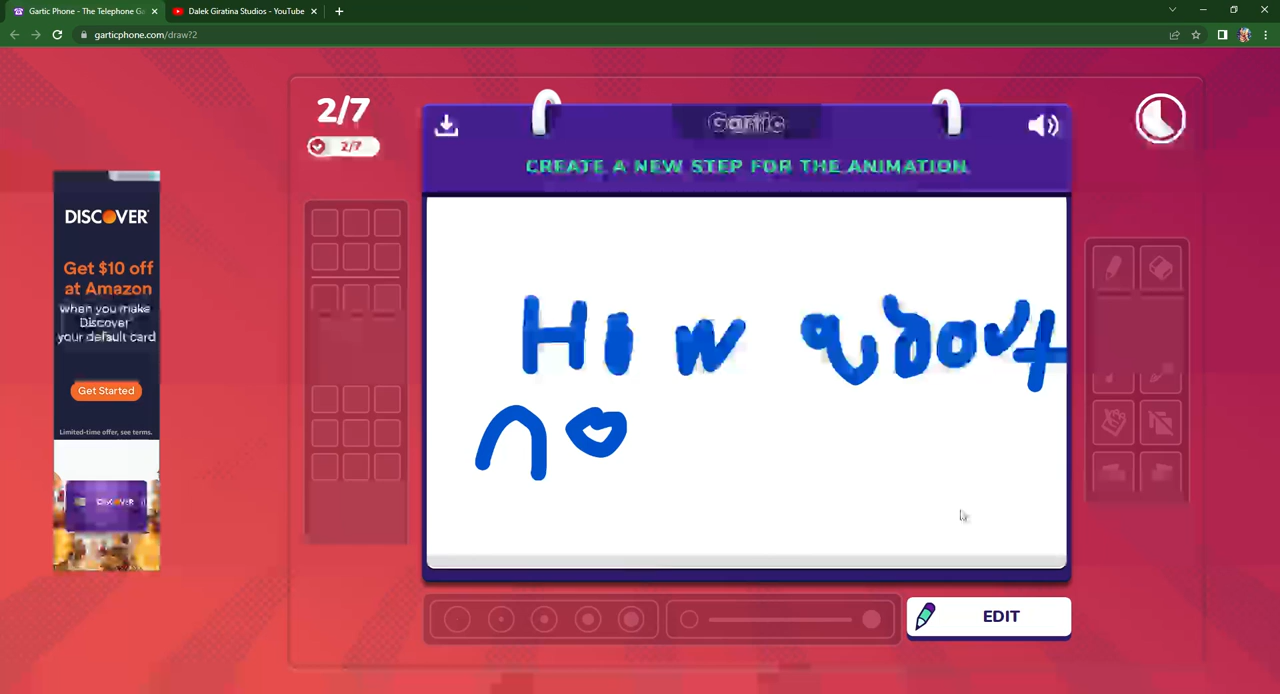 Gartic Phone - The Telephone Ga
Dalek Giratina Studios - YouTube
garticphone.com/draw?2
2/7
2/7
Gartic
CREATE A NEW STEP FOR THE ANIMATION
How about
no
DISCOVER
Get $10 off
at Amazon
when you make
Discover
your default card
Get Started
Limited-time offer, see terms.
DISCOVER
EDIT